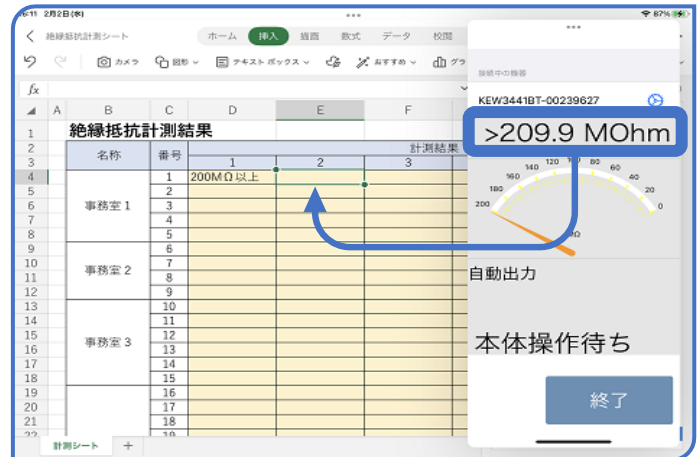 6:11 2月2日(水)
87%
絶縁抵抗計測シート
ホーム 挿入 描画 数式 データ 校閲
カメラ 図形 テキスト ボックス おすすめ グラ
fx
接続中の機器
KEW3441BT-00239627
>209.9 MOhm
A B C D E F
1 絶縁抵抗計測結果
2 名称 番号 計測結果
3 1 2 3
4 1 200MΩ以上
5 2
6 事務室1 3
7 4
8 5
9 6
10 事務室2 7
11 8
12 9
13 10
14 11
15 事務室3 12
16 13
17 14
18 15
19 16
20 17
21 18
22 19
200 180 160 140 120 80 60 40 20 0
自動出力
本体操作待ち
終了
計測シート +